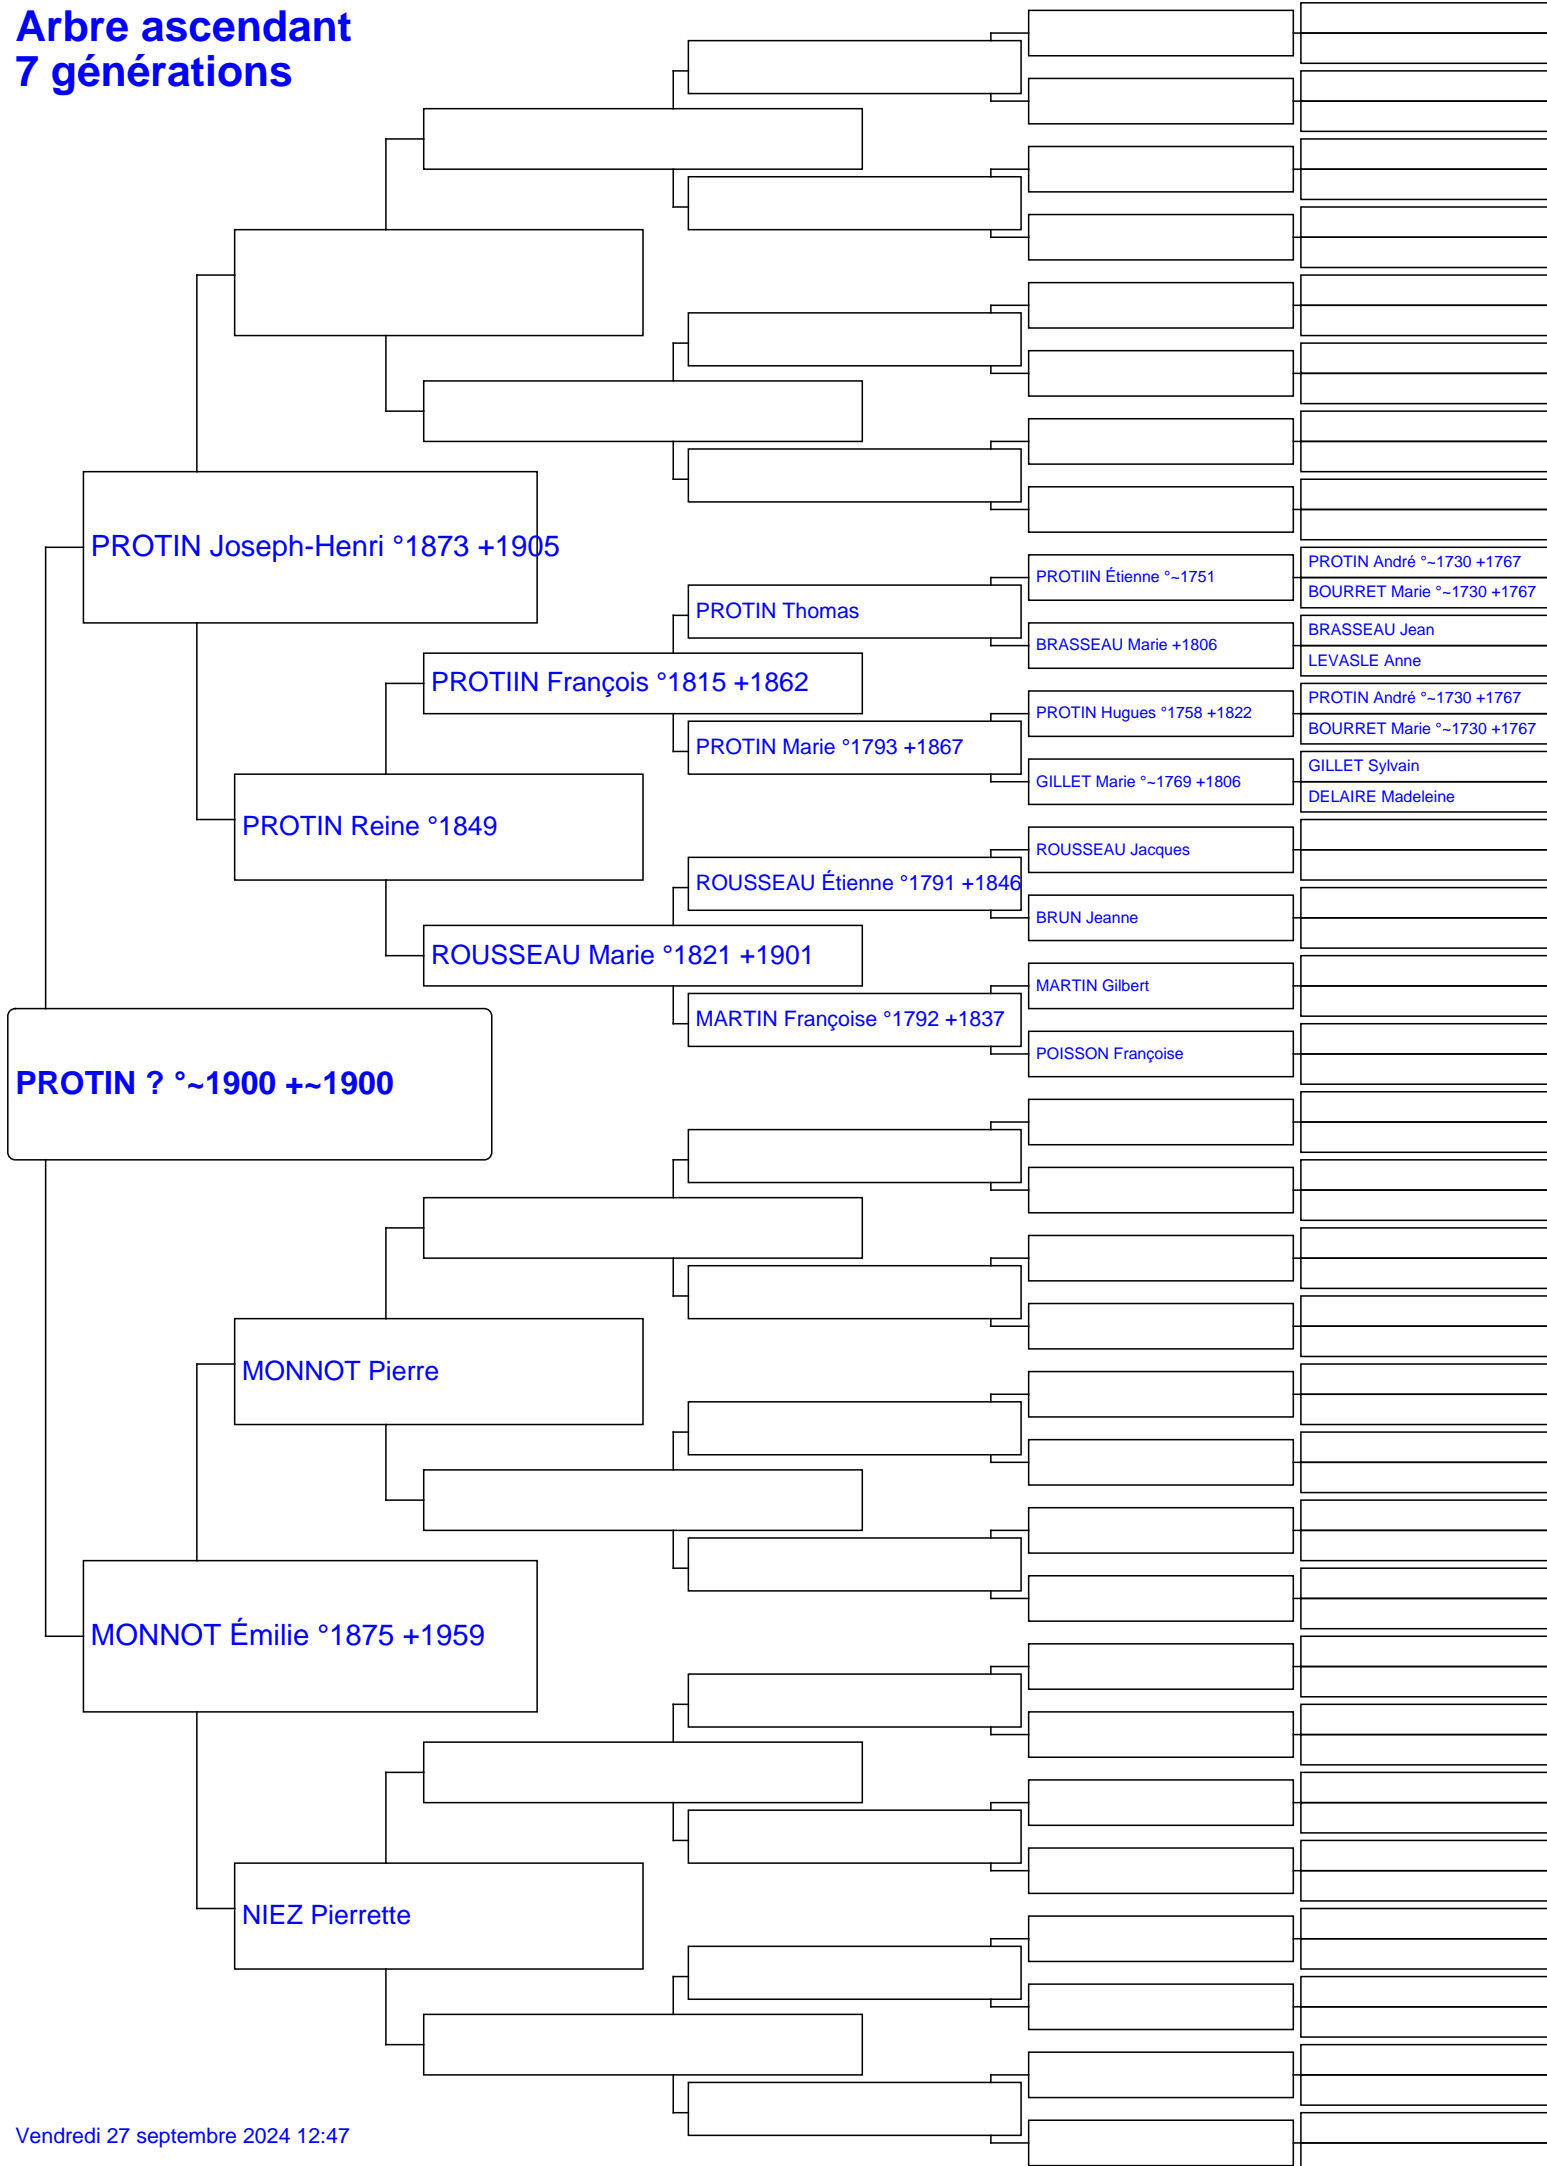 Arbre ascendant
7 générations
PROTIN Joseph-Henri °1873 +1905
PROTIIN Étienne °~1751
PROTIN André °~1730 +1767
BOURRET Marie °~1730 +1767
PROTIN Thomas
BRASSEAU Marie +1806
BRASSEAU Jean
LEVASLE Anne
PROTIIN François °1815 +1862
PROTIN Hugues °1758 +1822
PROTIN André °~1730 +1767
BOURRET Marie °~1730 +1767
PROTIN Marie °1793 +1867
GILLET Marie °~1769 +1806
GILLET Sylvain
DELAIRE Madeleine
PROTIN Reine °1849
ROUSSEAU Jacques
ROUSSEAU Étienne °1791 +1846
BRUN Jeanne
ROUSSEAU Marie °1821 +1901
MARTIN Gilbert
MARTIN Françoise °1792 +1837
POISSON Françoise
PROTIN ? °~1900 +~1900
MONNOT Pierre
MONNOT Émilie °1875 +1959
NIEZ Pierrette
Vendredi 27 septembre 2024 12:47